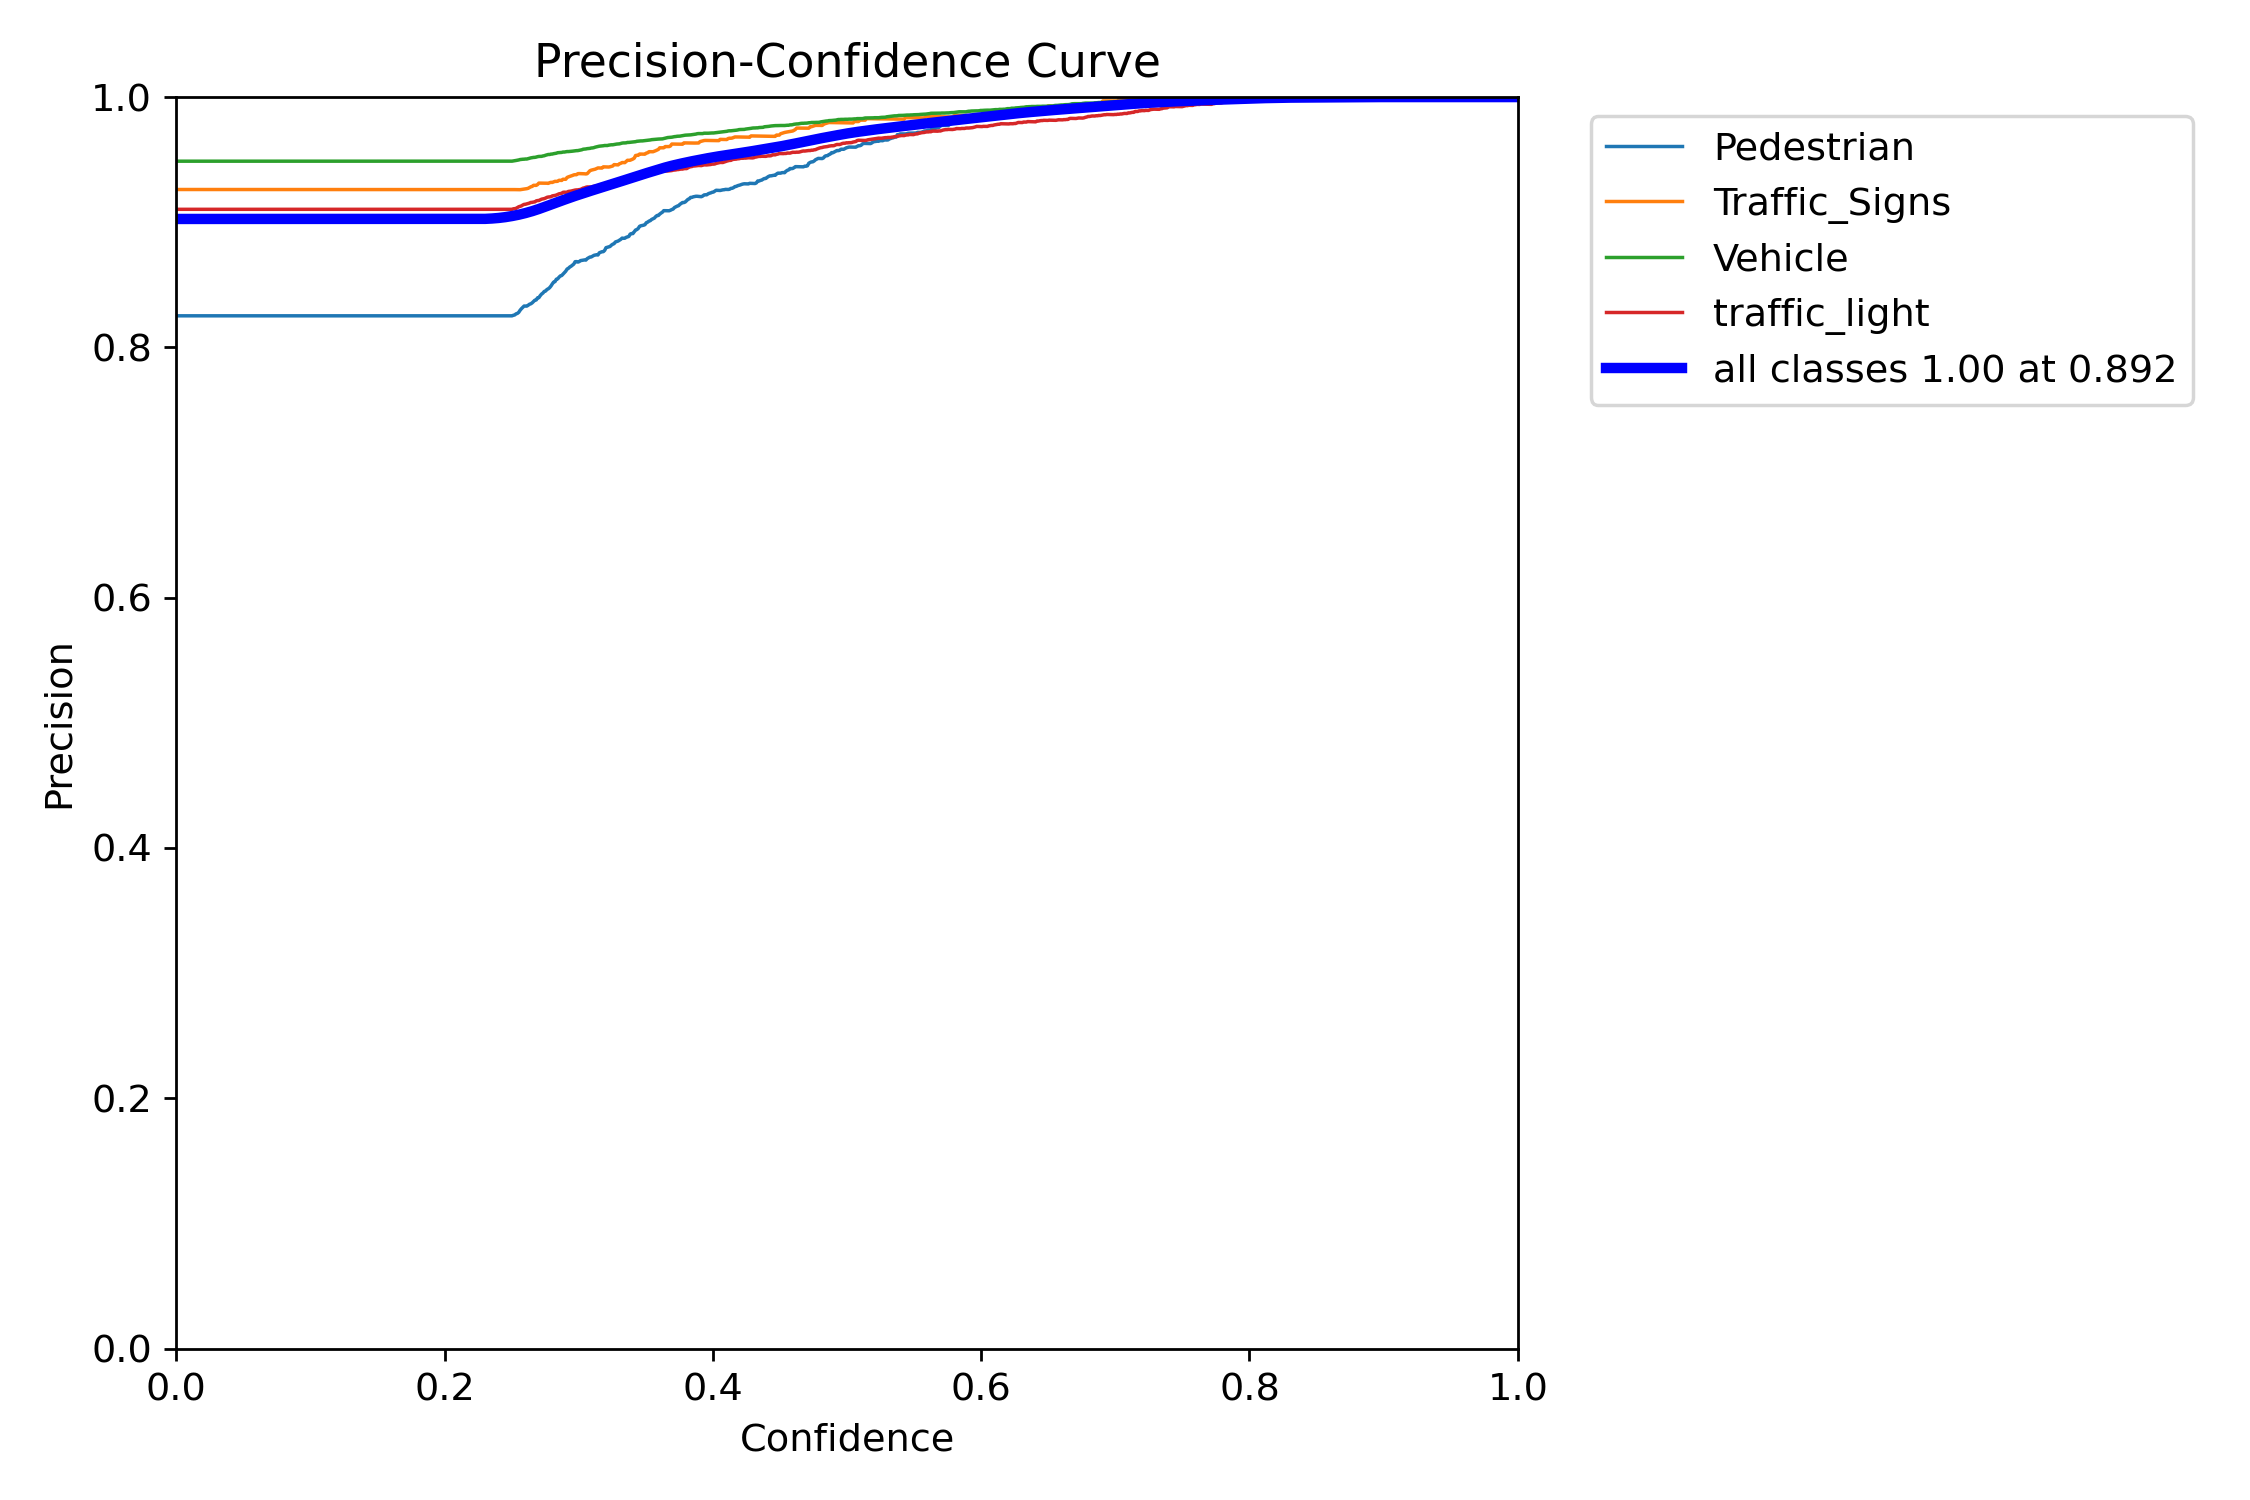 Precision-Confidence Curve
1.0
0.8
0.6
0.4
0.2
0.0
Precision
0.0 0.2 0.4 0.6 0.8 1.0
Confidence
Pedestrian
Traffic_Signs
Vehicle
traffic_light
all classes 1.00 at 0.892